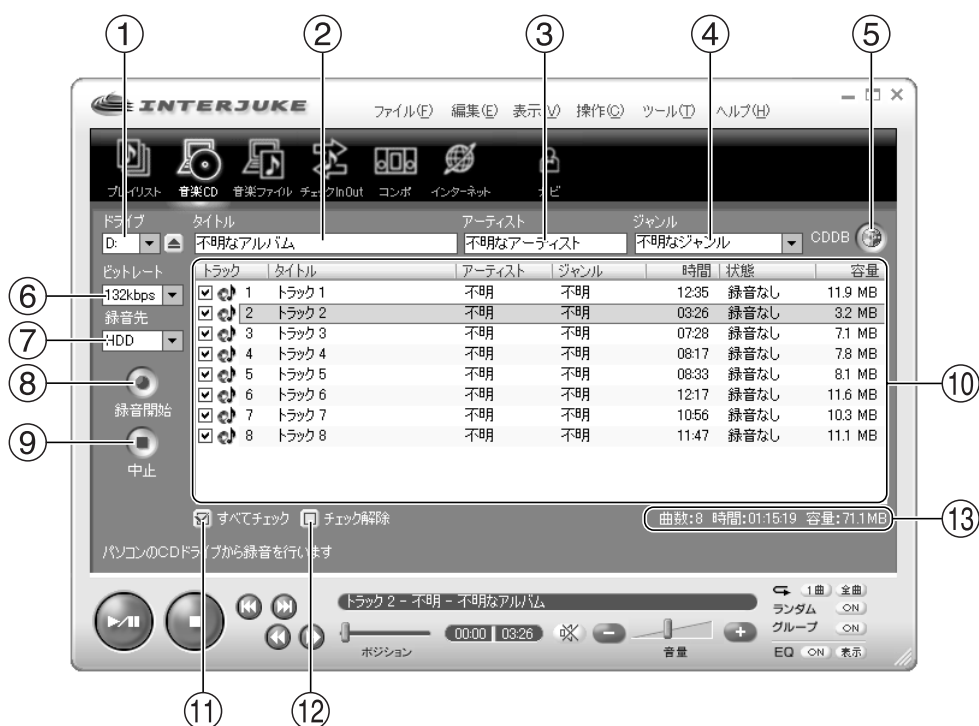 ① ② ③ ④ ⑤
INTERJUKE ファイル(F) 編集(E) 表示(V) 操作(C) ツール(T) ヘルプ(H)
プレイリスト 音楽CD 音楽ファイル チェックIn Out コンポ インターネット ナビ
ドライブ タイトル アーティスト ジャンル
D: 不明なアルバム 不明なアーティスト 不明なジャンル CDDB
ビットレート トラック タイトル アーティスト ジャンル 時間 状態 容量
⑥ 132kbps 1 トラック 1 不明 不明 12:35 録音なし 11.9 MB
録音先 2 トラック 2 不明 不明 03:26 録音なし 3.2 MB
⑦ HDD 3 トラック 3 不明 不明 07:28 録音なし 7.1 MB
4 トラック 4 不明 不明 08:17 録音なし 7.8 MB
⑧ 5 トラック 5 不明 不明 08:33 録音なし 8.1 MB ⑩
6 トラック 6 不明 不明 12:17 録音なし 11.6 MB
録音開始 7 トラック 7 不明 不明 10:56 録音なし 10.3 MB
⑨ 8 トラック 8 不明 不明 11:47 録音なし 11.1 MB
中止
すべてチェック チェック解除 曲数:8 時間:01:15:19 容量:71.1MB ⑬
パソコンのCDドライブから録音を行います
トラック 2 - 不明 - 不明なアルバム 1曲 全曲
ランダム ON
00:00 03:26 グループ ON
ポジション 音量 EQ ON 表示
⑪ ⑫